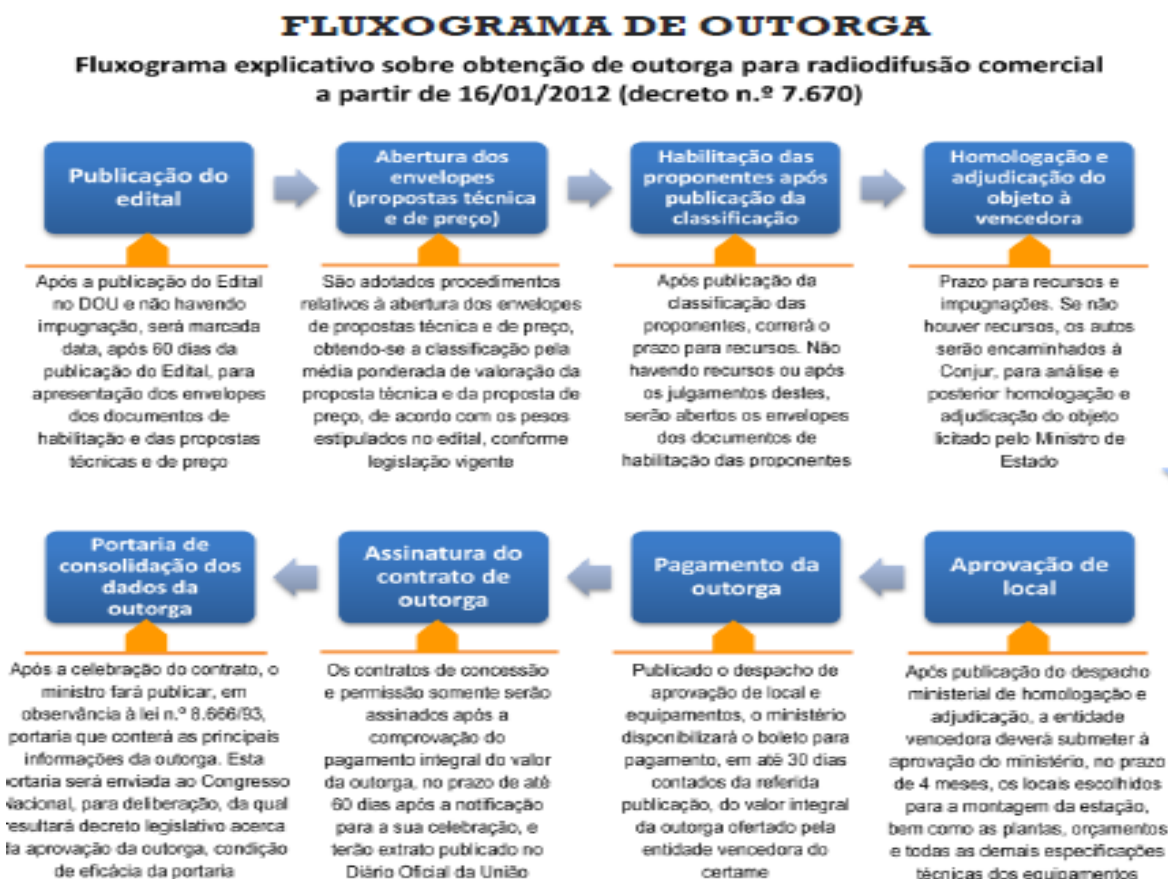 FLUXOGRAMA DE OUTORGA
Fluxograma explicativo sobre obtenção de outorga para radiodifusão comercial
a partir de 16/01/2012 (decreto n.º 7.670)
Publicação do
edital
Após a publicação do Edital
no DOU e não havendo
impugnação, será marcada
data, após 60 dias da
publicação do Edital, para
apresentação dos envelopes
dos documentos de
habilitação e das propostas
técnicas e de preço
Abertura dos
envelopes
(propostas técnica
e de preço)
São adotados procedimentos
relativos à abertura dos envelopes
de propostas técnica e de preço,
obtendo-se a classificação pela
média ponderada de valoração da
proposta técnica e da proposta de
preço, de acordo com os pesos
estipulados no edital, conforme
legislação vigente
Habilitação das
proponentes após
publicação da
classificação
Após publicação da
classificação das
proponentes, correrá o
prazo para recursos. Não
havendo recursos ou após
os julgamentos destes,
serão abertos os envelopes
dos documentos de
habilitação das proponentes
Homologação e
adjudicação do
objeto à
vencedora
Prazo para recursos e
impugnações. Se não
houver recursos, os autos
serão encaminhados à
Conjur, para análise e
posterior homologação e
adjudicação do objeto
licitado pelo Ministro de
Estado
Aprovação de
local
Após publicação do despacho
ministerial de homologação e
adjudicação, a entidade
vencedora deverá submeter à
aprovação do ministério, no prazo
de 4 meses, os locais escolhidos
para a montagem da estação,
bem como as plantas, orçamentos
e todas as demais especificações
técnicas dos equipamentos
Pagamento da
outorga
Publicado o despacho de
aprovação de local e
equipamentos, o ministério
disponibilizará o boleto para
pagamento, em até 30 dias
contados da referida
publicação, do valor integral
da outorga ofertado pela
entidade vencedora do
certame
Assinatura do
contrato de
outorga
Os contratos de concessão
e permissão somente serão
assinados após a
comprovação do
pagamento integral do valor
da outorga, no prazo de até
60 dias após a notificação
para a sua celebração, e
terão extrato publicado no
Diário Oficial da União
Portaria de
consolidação dos
dados da
outorga
Após a celebração do contrato, o
ministro fará publicar, em
observância à lei n.º 8.666/93,
portaria que conterá as principais
informações da outorga. Esta
ortaria será enviada ao Congresso
Nacional, para deliberação, da qual
resultará decreto legislativo acerca
da aprovação da outorga, condição
de eficácia da portaria